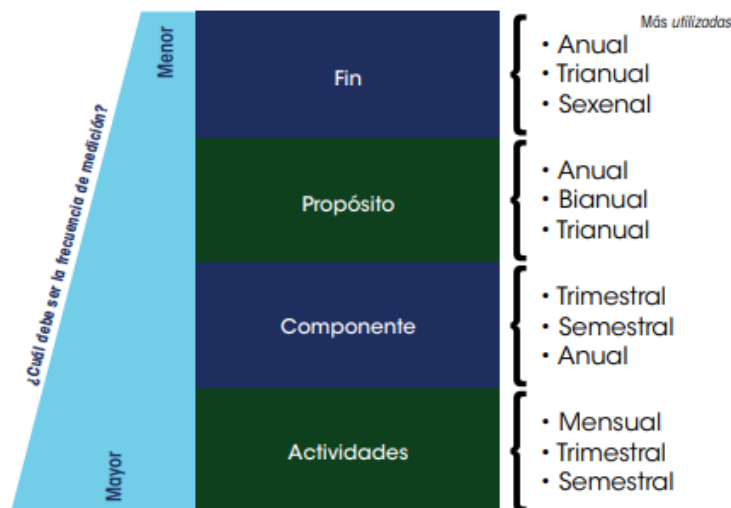 ¿Cuál debe ser la frecuencia de medición?
Menor
Mayor
Más utilizadas
Fin
• Anual
• Trianual
• Sexenal
Propósito
• Anual
• Bianual
• Trianual
Componente
• Trimestral
• Semestral
• Anual
Actividades
• Mensual
• Trimestral
• Semestral